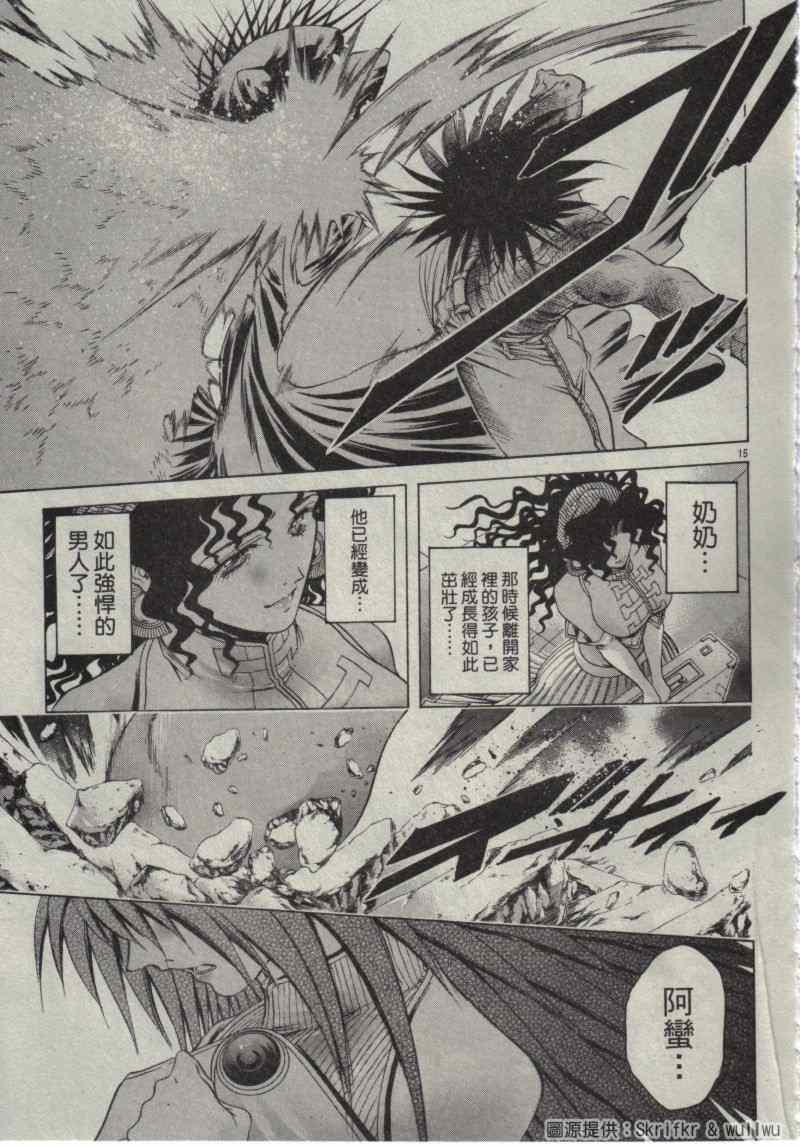 15
奶奶…
那時候離開家
裡的孩子，已
經成長得如此
茁壯了……
他已經變成…
如此強悍的
男人了……
阿蠻…
圖源提供：Skrifkr & wuliwu